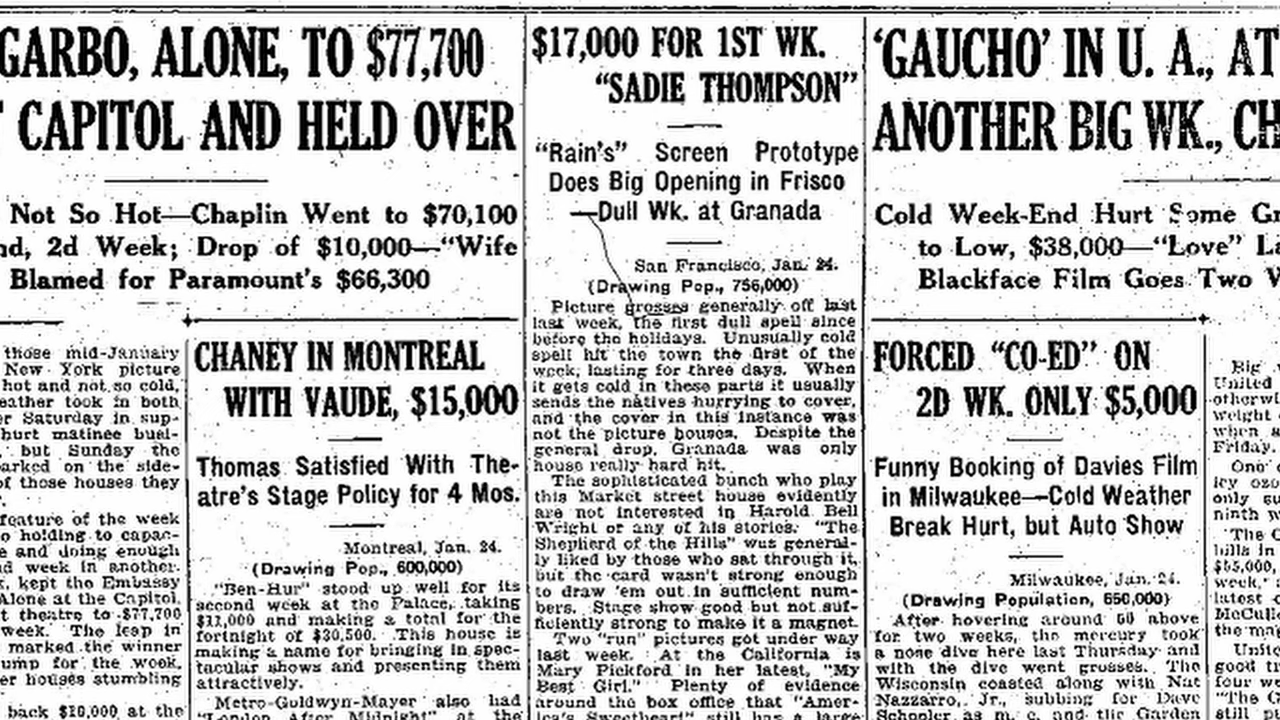 GARBO, ALONE, TO $77,700
CAPITOL AND HELD OVER
Not So Hot—Chaplin Went to $70,100
nd, 2d Week; Drop of $10,000—"Wife
Blamed for Paramount's $66,300
those mid-January
New York picture
hot and not so cold,
eather took in both
er Saturday in sup-
hurt matinee busi-
, but Sunday the
parked on the side-
of those houses they
feature of the week
o holding to capac-
e and doing enough
nd week in another.
k, kept the Embassy
Alone at the Capitol,
t theatre to $77,700
week. The leap in
marked the winner
ump for the week,
er houses stumbling
back $10,000 at the
CHANEY IN MONTREAL
WITH VAUDE, $15,000
Thomas Satisfied With The-
atre's Stage Policy for 4 Mos.
Montreal, Jan. 24.
(Drawing Pop., 600,000)
"Ben-Hur" stood up well for its
second week at the Palace, taking
$11,000 and making a total for the
fortnight of $30,500. This house is
making a name for bringing in spec-
tacular shows and presenting them
attractively.
Metro-Goldwyn-Mayer also had
"London After Midnight" at the
$17,000 FOR 1ST WK.
"SADIE THOMPSON"
"Rain's" Screen Prototype
Does Big Opening in Frisco
—Dull Wk. at Granada
San Francisco, Jan. 24.
(Drawing Pop., 756,000)
Picture grosses generally off last
last week, the first dull spell since
before the holidays. Unusually cold
spell hit the town the first of the
week, lasting for three days. When
it gets cold in these parts it usually
sends the natives hurrying to cover,
and the cover in this instance was
not the picture houses. Despite the
general drop, Granada was only
house really hard hit.
The sophisticated bunch who play
this Market street house evidently
are not interested in Harold Bell
Wright or any of his stories. "The
Shepherd of the Hills" was general-
ly liked by those who sat through it,
but the card wasn't strong enough
to draw 'em out in sufficient num-
bers. Stage show good but not suf-
ficiently strong to make it a magnet.
Two "run" pictures got under way
last week. At the California is
Mary Pickford in her latest, "My
Best Girl." Plenty of evidence
around the box office that "Amer-
ica's Sweetheart" still has a large
'GAUCHO' IN U. A., AT
ANOTHER BIG WK., CH
Cold Week-End Hurt Some Gr
to Low, $38,000—"Love" La
Blackface Film Goes Two W
FORCED "CO-ED" ON
2D WK. ONLY $5,000
Funny Booking of Davies Film
in Milwaukee—Cold Weather
Break Hurt, but Auto Show
Milwaukee, Jan. 24.
(Drawing Population, 650,000)
After hovering around 50 above
for two weeks, the mercury took
a nose dive here last Thursday and
with the dive went grosses. The
Wisconsin coasted along with Nat
Nazzarro, Jr., subbing for Dave
Schooler as m. c. and the Garden
Big
United
otherwi
weight
when a
Friday.
One
only su
ninth w
The C
bills in
$55,000,
week,"
latest c
McCull
the mat
Unite
good t
four we
"The C
still p